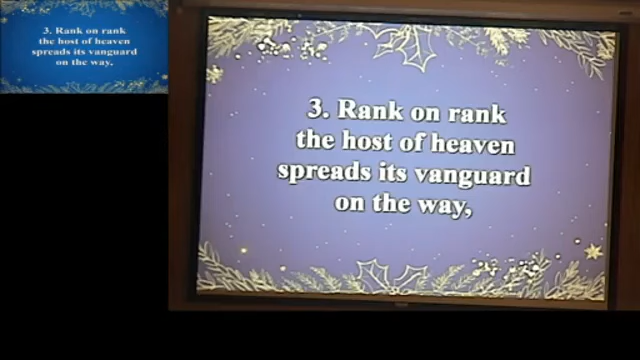 3. Rank on rank
the host of heaven
spreads its vanguard
on the way,
3. Rank on rank
the host of heaven
spreads its vanguard
on the way,